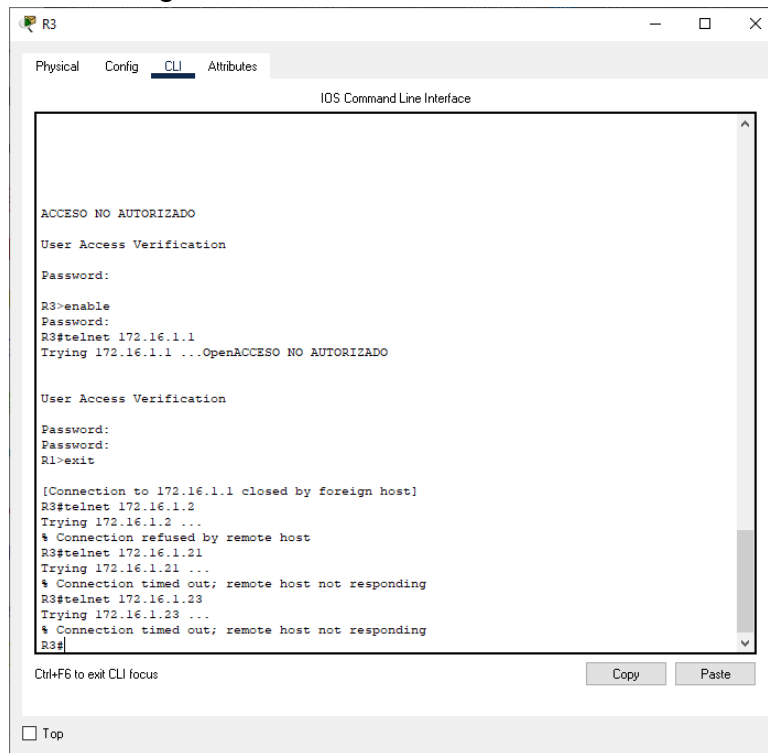 R3
Physical Config CLI Attributes
IOS Command Line Interface
ACCESO NO AUTORIZADO
User Access Verification
Password:
R3>enable
Password:
R3#telnet 172.16.1.1
Trying 172.16.1.1 ...OpenACCESO NO AUTORIZADO
User Access Verification
Password:
Password:
R1>exit
[Connection to 172.16.1.1 closed by foreign host]
R3#telnet 172.16.1.2
Trying 172.16.1.2 ...
% Connection refused by remote host
R3#telnet 172.16.1.21
Trying 172.16.1.21 ...
% Connection timed out; remote host not responding
R3#telnet 172.16.1.23
Trying 172.16.1.23 ...
% Connection timed out; remote host not responding
R3#
Ctrl+F6 to exit CLI focus
Copy Paste
Top